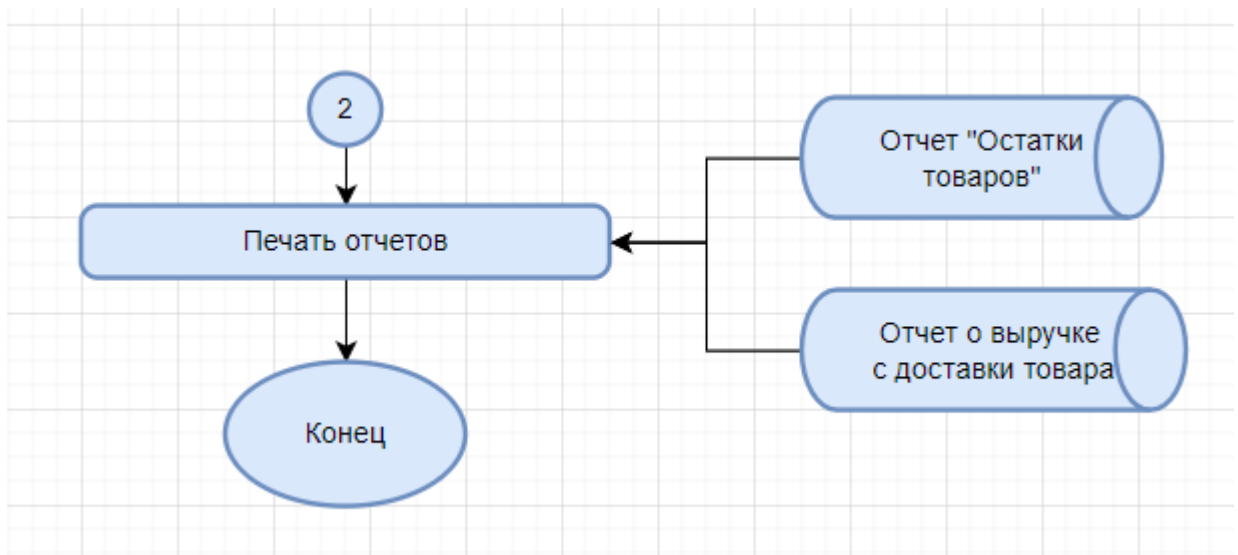 2
Отчет "Остатки
товаров"
Печать отчетов
Отчет о выручке
с доставки товара
Конец